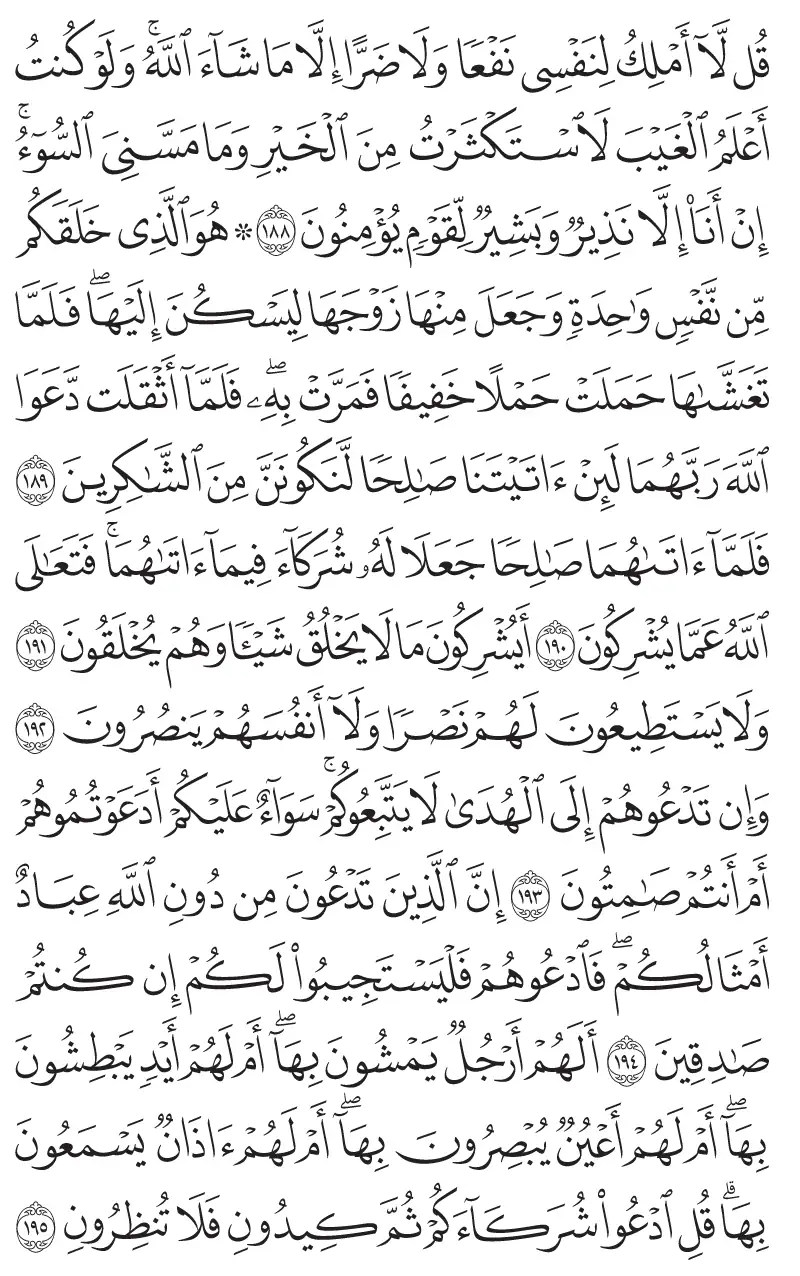 قُل لَّآ أَمْلِكُ لِنَفْسِى نَفْعًا وَلَا ضَرًّا إِلَّا مَا شَآءَ ٱللَّهُ ۚ وَلَوْ كُنتُ
أَعْلَمُ ٱلْغَيْبَ لَٱسْتَكْثَرْتُ مِنَ ٱلْخَيْرِ وَمَا مَسَّنِىَ ٱلسُّوٓءُ ۚ
إِنْ أَنَا۠ إِلَّا نَذِيرٌ وَبَشِيرٌ لِّقَوْمٍ يُؤْمِنُونَ ١٨٨ ۞ هُوَ ٱلَّذِى خَلَقَكُم
مِّن نَّفْسٍ وَٰحِدَةٍ وَجَعَلَ مِنْهَا زَوْجَهَا لِيَسْكُنَ إِلَيْهَا ۖ فَلَمَّا
تَغَشَّىٰهَا حَمَلَتْ حَمْلًا خَفِيفًا فَمَرَّتْ بِهِۦ ۖ فَلَمَّآ أَثْقَلَت دَّعَوَا
ٱللَّهَ رَبَّهُمَا لَئِنْ ءَاتَيْتَنَا صَٰلِحًا لَّنَكُونَنَّ مِنَ ٱلشَّٰكِرِينَ ١٨٩
فَلَمَّآ ءَاتَىٰهُمَا صَٰلِحًا جَعَلَا لَهُۥ شُرَكَآءَ فِيمَآ ءَاتَىٰهُمَا ۚ فَتَعَٰلَى
ٱللَّهُ عَمَّا يُشْرِكُونَ ١٩٠ أَيُشْرِكُونَ مَا لَا يَخْلُقُ شَيْـًٔا وَهُمْ يُخْلَقُونَ ١٩١
وَلَا يَسْتَطِيعُونَ لَهُمْ نَصْرًا وَلَآ أَنفُسَهُمْ يَنصُرُونَ ١٩٢
وَإِن تَدْعُوهُمْ إِلَى ٱلْهُدَىٰ لَا يَتَّبِعُوكُمْ ۚ سَوَآءٌ عَلَيْكُمْ أَدَعَوْتُمُوهُمْ
أَمْ أَنتُمْ صَٰمِتُونَ ١٩٣ إِنَّ ٱلَّذِينَ تَدْعُونَ مِن دُونِ ٱللَّهِ عِبَادٌ
أَمْثَالُكُمْ ۖ فَٱدْعُوهُمْ فَلْيَسْتَجِيبُوا۟ لَكُمْ إِن كُنتُمْ
صَٰدِقِينَ ١٩٤ أَلَهُمْ أَرْجُلٌ يَمْشُونَ بِهَآ ۖ أَمْ لَهُمْ أَيْدٍ يَبْطِشُونَ
بِهَآ ۖ أَمْ لَهُمْ أَعْيُنٌ يُبْصِرُونَ بِهَآ ۖ أَمْ لَهُمْ ءَاذَانٌ يَسْمَعُونَ
بِهَا ۗ قُلِ ٱدْعُوا۟ شُرَكَآءَكُمْ ثُمَّ كِيدُونِ فَلَا تُنظِرُونِ ١٩٥